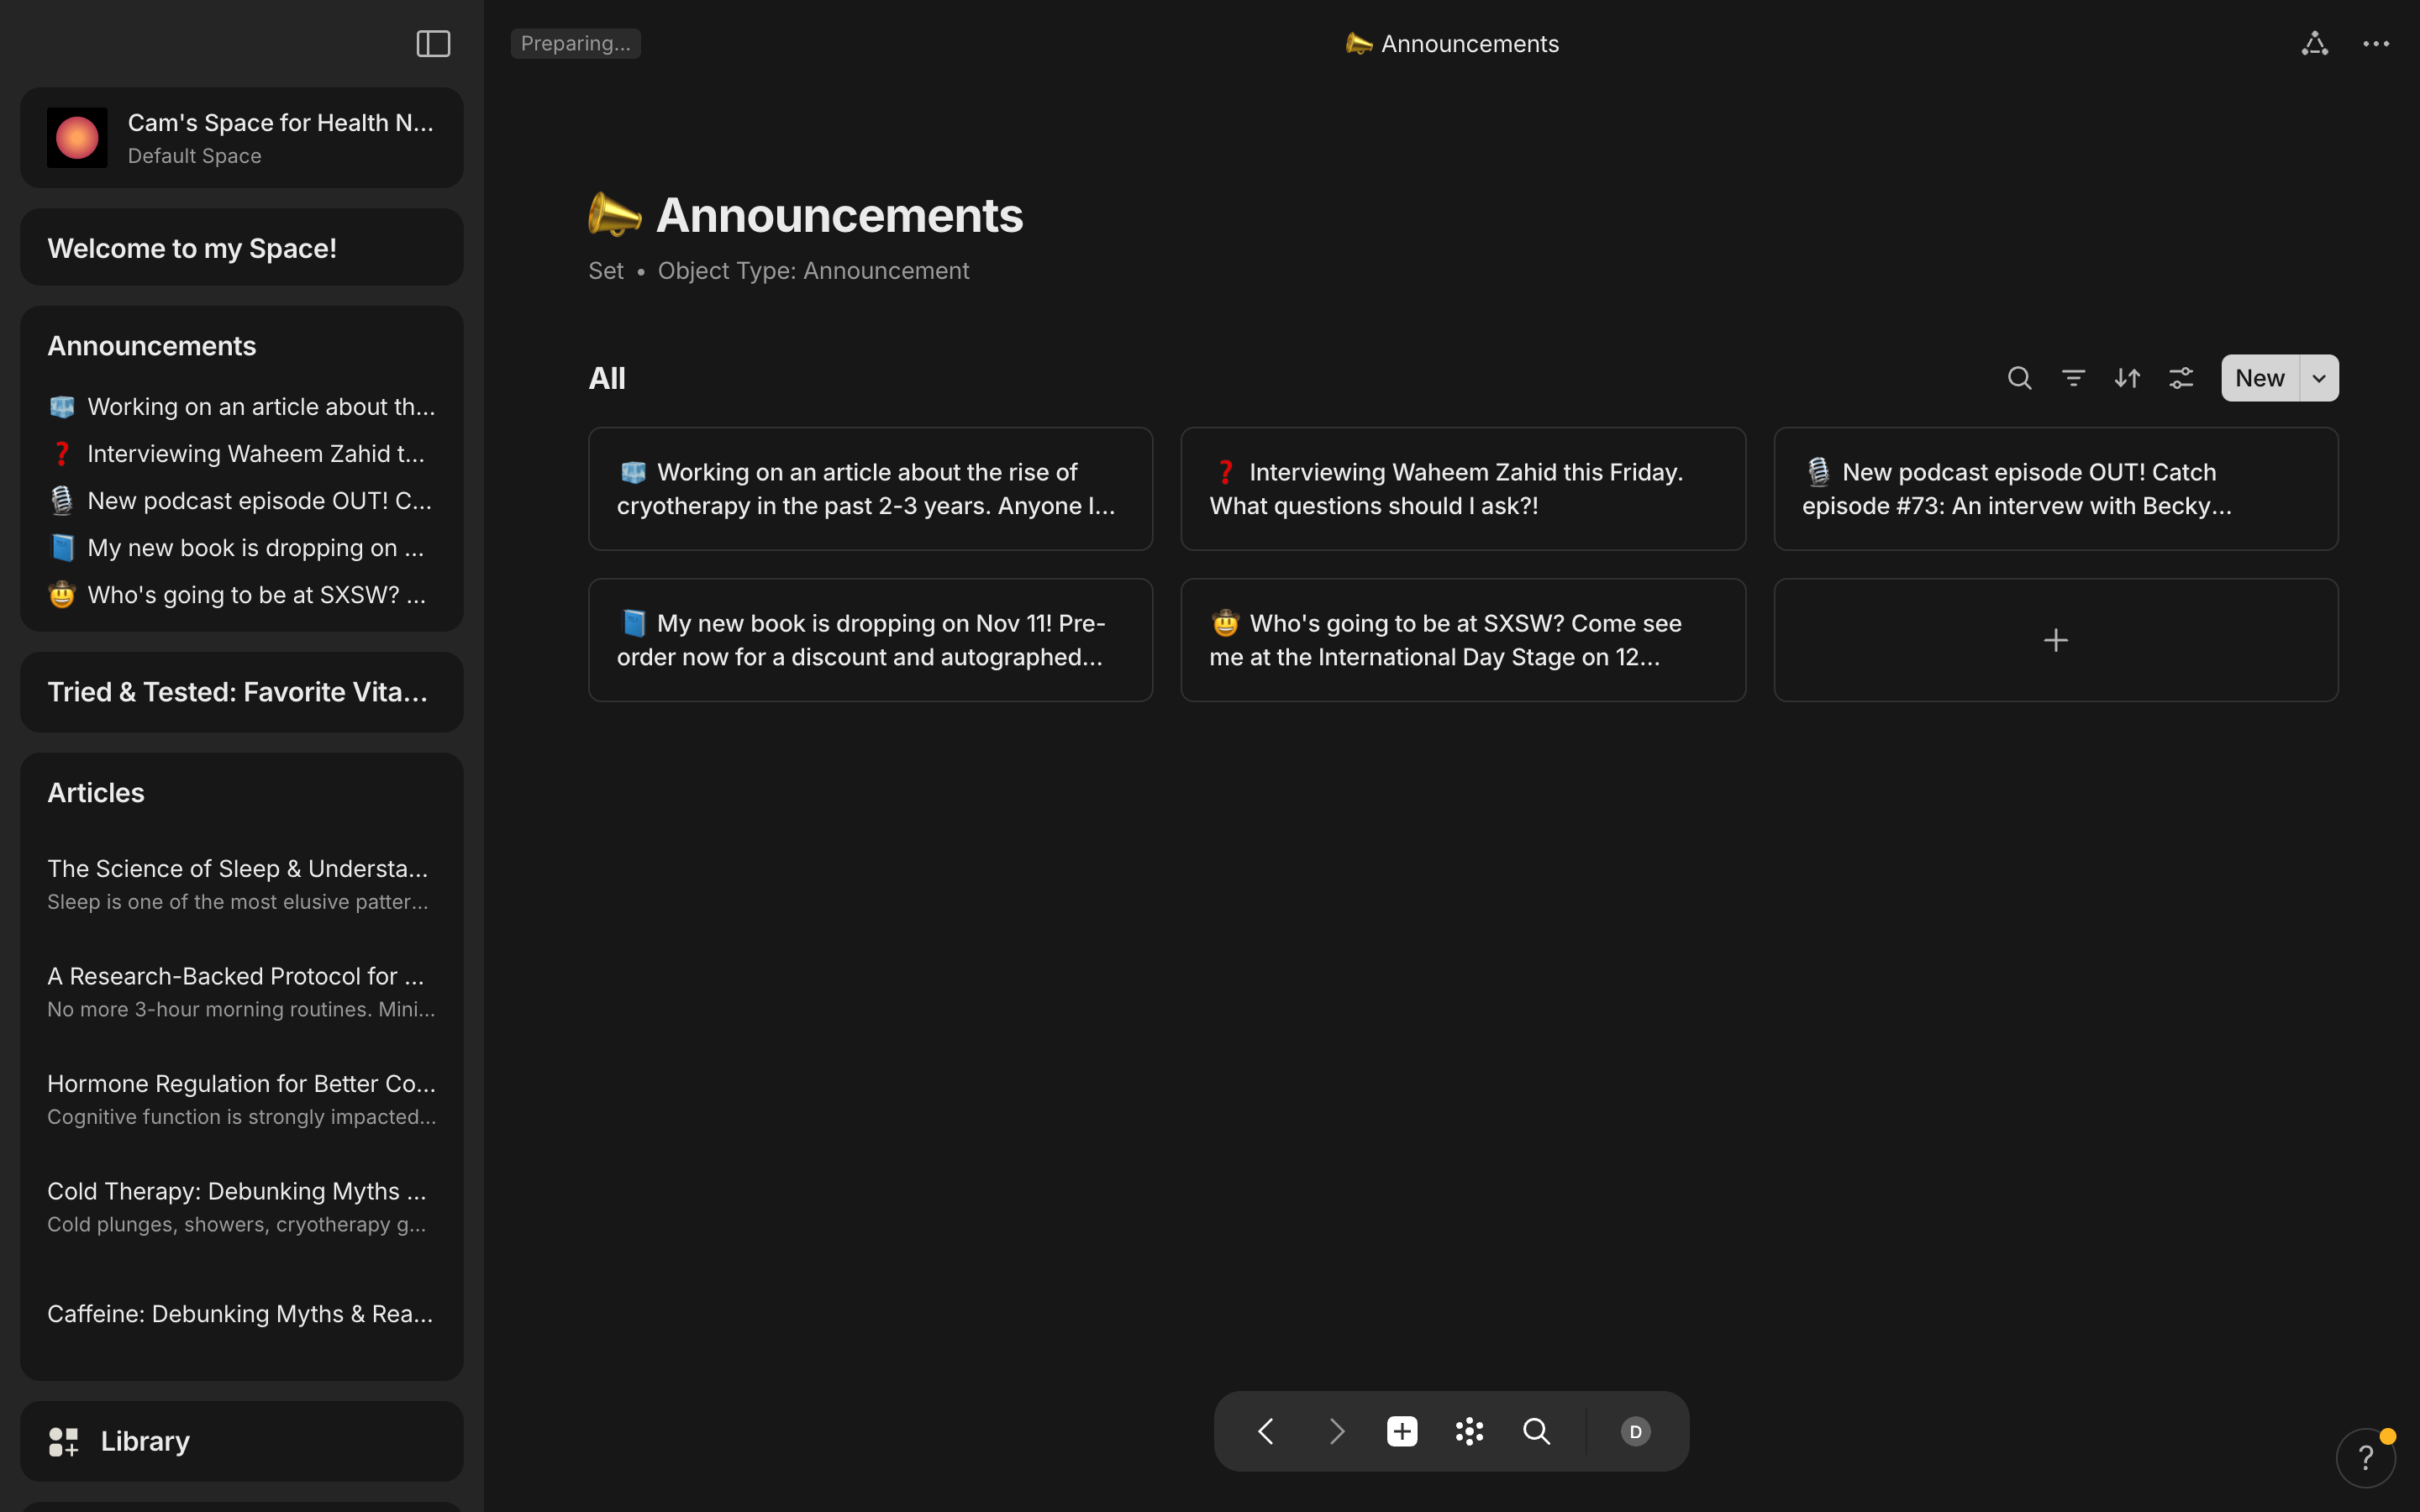 Preparing...
Announcements
Cam's Space for Health N...
Default Space
Welcome to my Space!
Announcements
Working on an article about th...
Interviewing Waheem Zahid t...
New podcast episode OUT! C...
My new book is dropping on ...
Who's going to be at SXSW? ...
Tried & Tested: Favorite Vita...
Articles
The Science of Sleep & Understa...
Sleep is one of the most elusive patter...
A Research-Backed Protocol for ...
No more 3-hour morning routines. Mini...
Hormone Regulation for Better Co...
Cognitive function is strongly impacted...
Cold Therapy: Debunking Myths ...
Cold plunges, showers, cryotherapy g...
Caffeine: Debunking Myths & Rea...
Library
Announcements
Set • Object Type: Announcement
All
New
Working on an article about the rise of
cryotherapy in the past 2-3 years. Anyone I...
Interviewing Waheem Zahid this Friday.
What questions should I ask?!
New podcast episode OUT! Catch
episode #73: An intervew with Becky...
My new book is dropping on Nov 11! Pre-
order now for a discount and autographed...
Who's going to be at SXSW? Come see
me at the International Day Stage on 12...
D
?